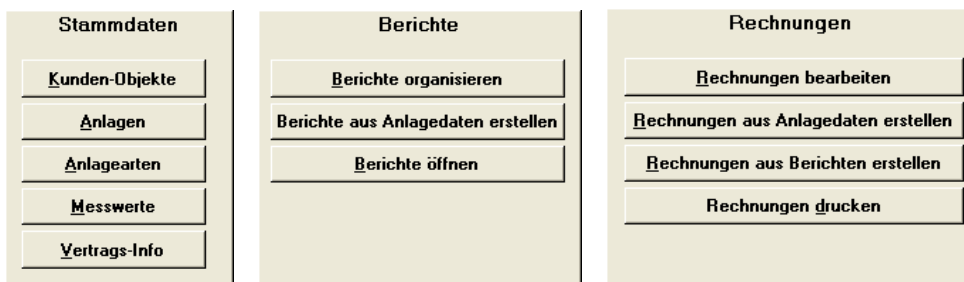 Stammdaten
Kunden-Objekte
Anlagen
Anlagearten
Messwerte
Vertrags-Info
Berichte
Berichte organisieren
Berichte aus Anlagedaten erstellen
Berichte öffnen
Rechnungen
Rechnungen bearbeiten
Rechnungen aus Anlagedaten erstellen
Rechnungen aus Berichten erstellen
Rechnungen drucken